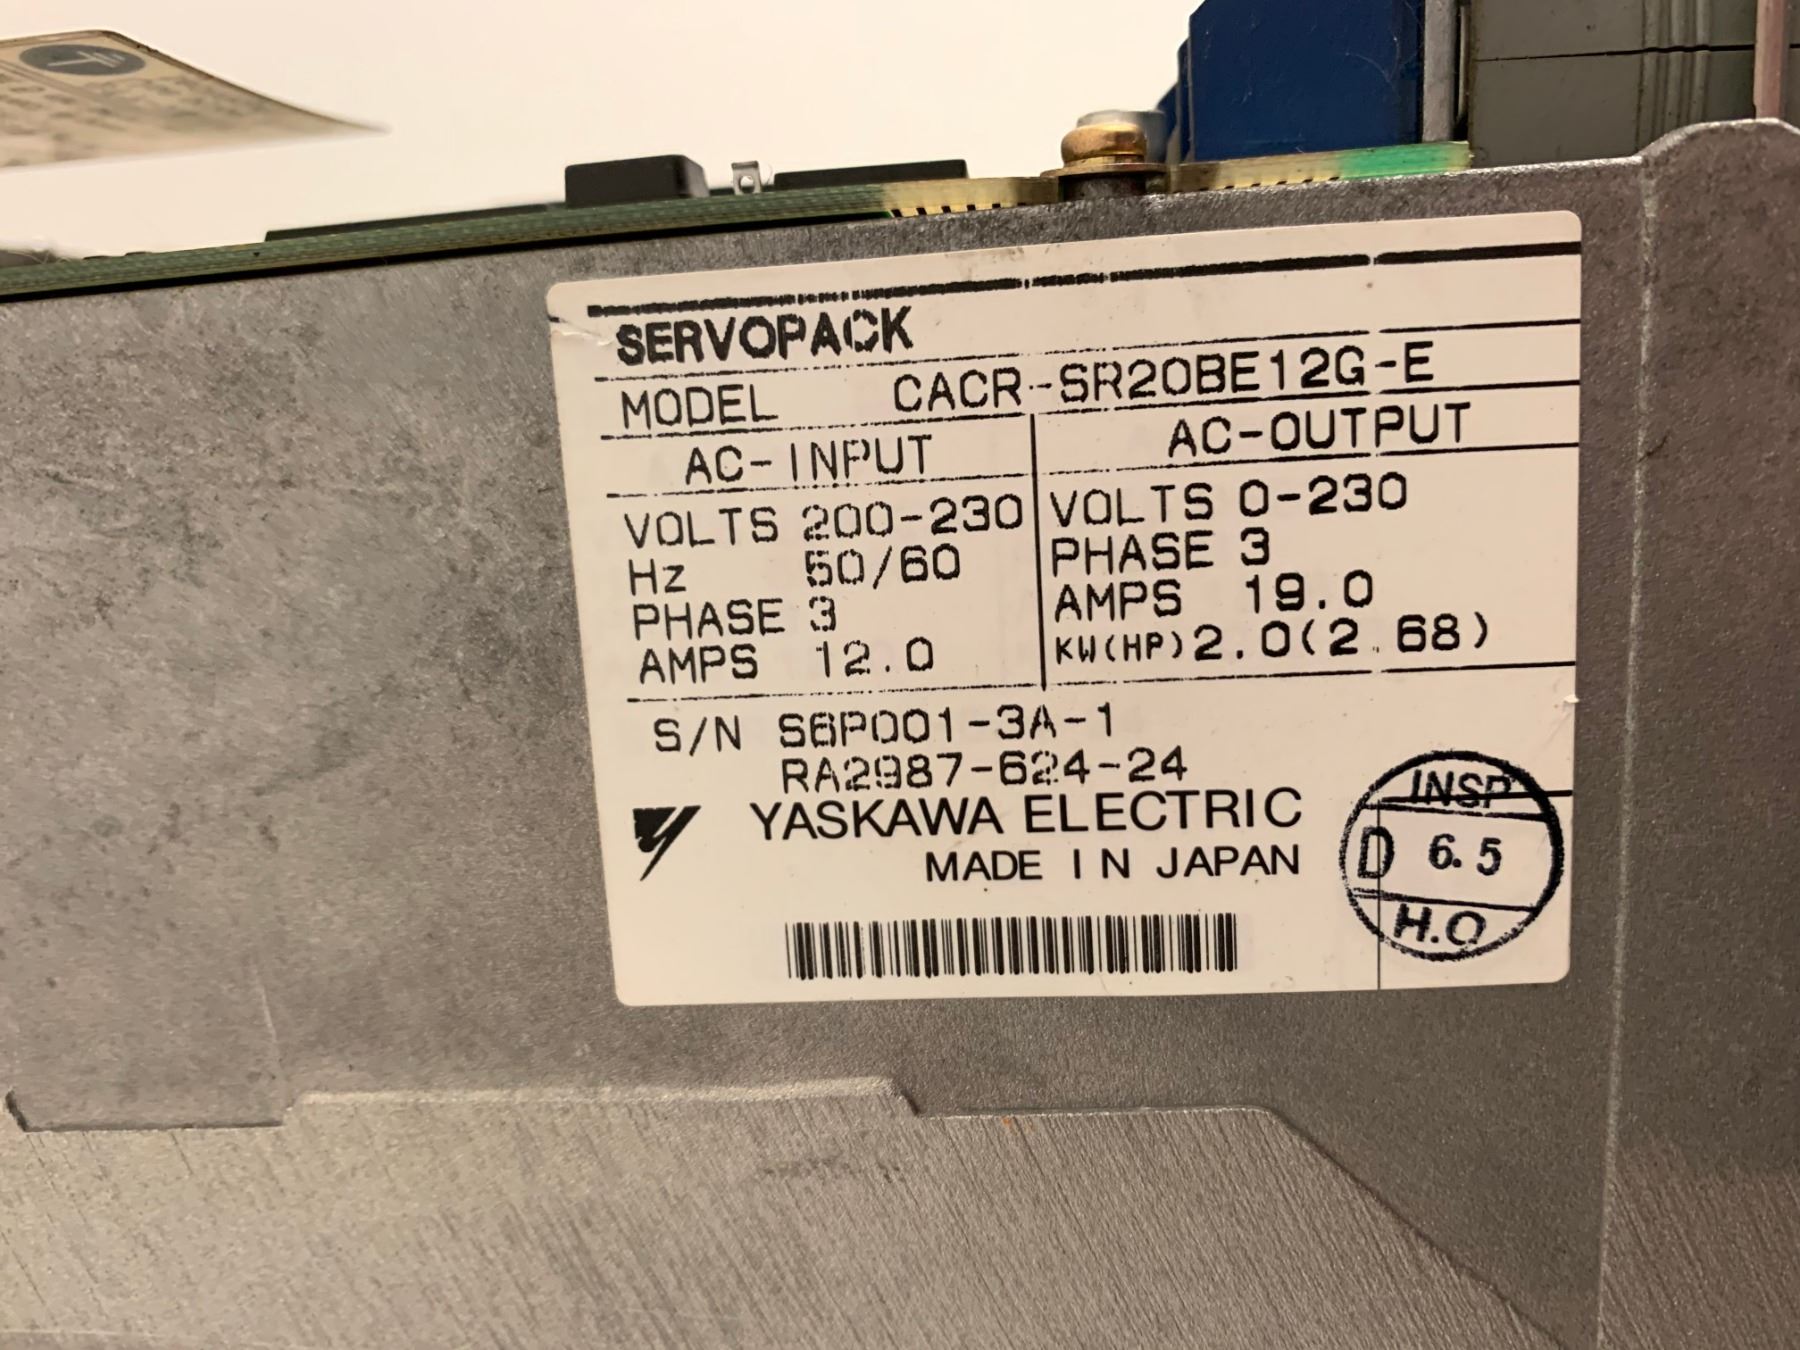 SERVOPACK
MODEL CACR-SR20BE12G-E
AC-INPUT AC-OUTPUT
VOLTS 200-230 VOLTS 0-230
Hz 50/60 PHASE 3
PHASE 3 AMPS 19.0
AMPS 12.0 KW(HP) 2.0(2.68)
S/N S6P001-3A-1
RA2987-624-24
YASKAWA ELECTRIC
MADE IN JAPAN
INSP
D 6.5
H.O